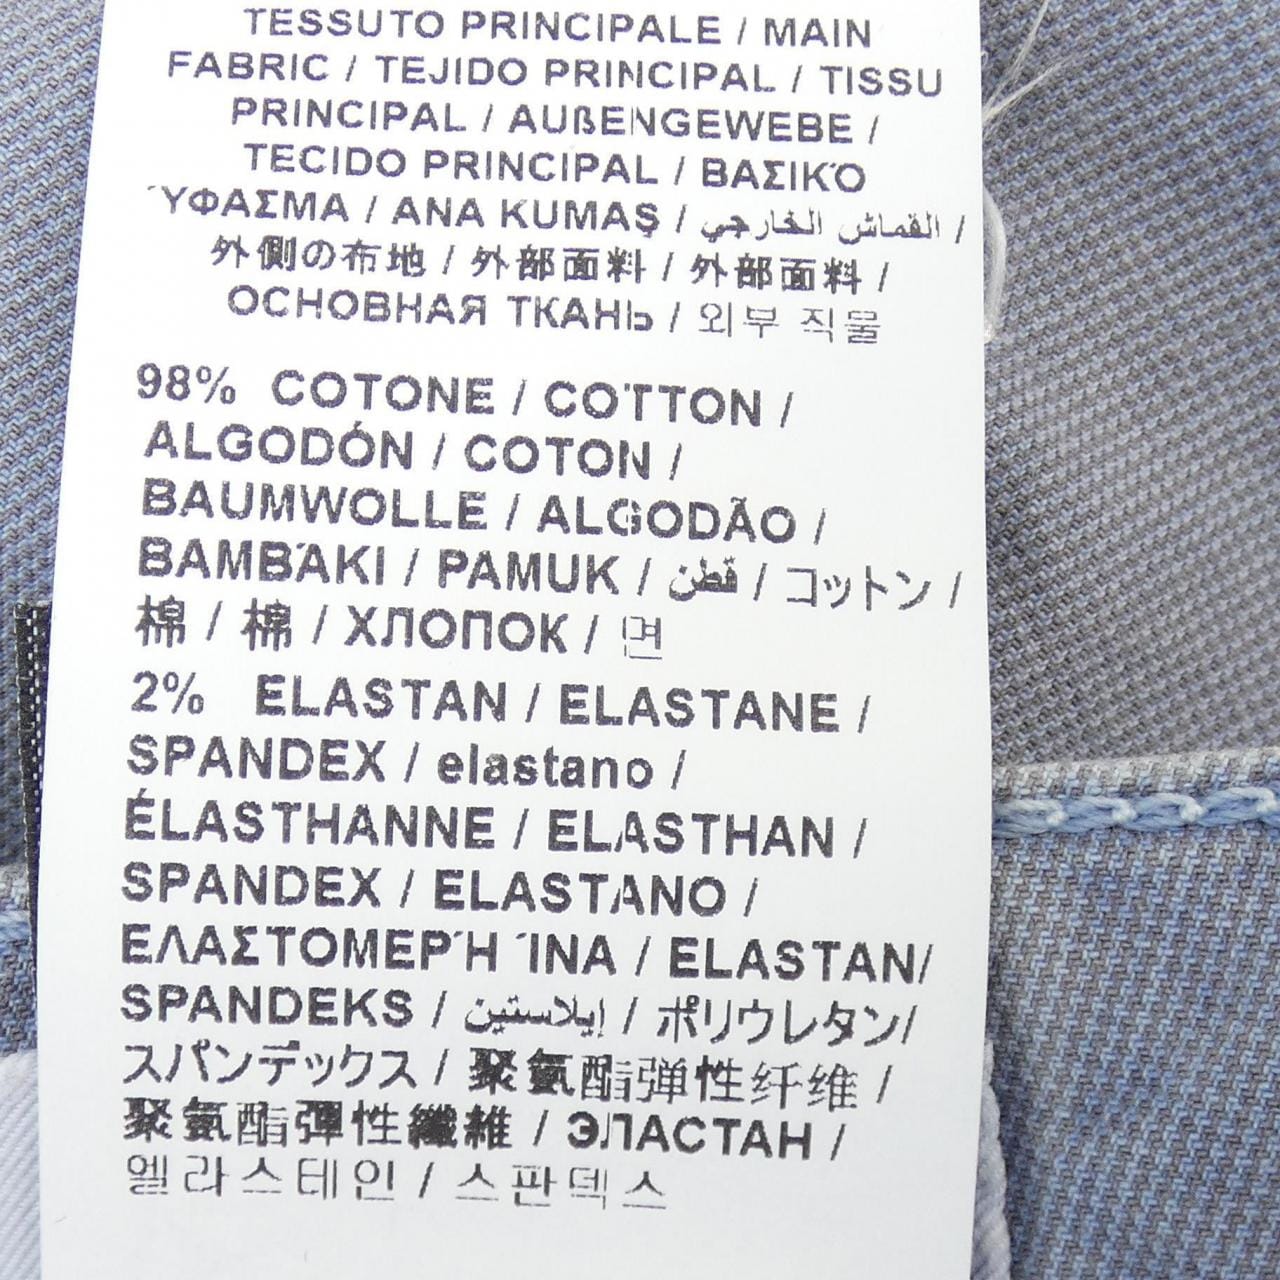 TESSUTO PRINCIPALE / MAIN
FABRIC / TEJIDO PRINCIPAL / TISSU
PRINCIPAL / AUßENGEWEBE /
TECIDO PRINCIPAL / ΒΑΣΙΚΌ
ΎΦΑΣΜΑ / ANA KUMAŞ / القماش الخارجي /
外側の布地 / 外部面料 / 外部面料 /
ОСНОВНАЯ ТКАНЬ / 외부 직물
98% COTONE / COTTON /
ALGODÓN / COTON /
BAUMWOLLE / ALGODÃO /
ΒΑΜΒΆΚΙ / PAMUK / قطن / コットン /
棉 / 棉 / ХЛОПОК / 면
2% ELASTAN / ELASTANE /
SPANDEX / elastano /
ÉLASTHANNE / ELASTHAN /
SPANDEX / ELASTANO /
ΕΛΑΣΤΟΜΕΡΉ ΊΝΑ / ELASTAN/
SPANDEKS / إيلاستين / ポリウレタン/
スパンデックス / 聚氨酯弹性纤维 /
聚氨酯彈性纖維 / ЭЛАСТАН /
엘라스테인 / 스판덱스